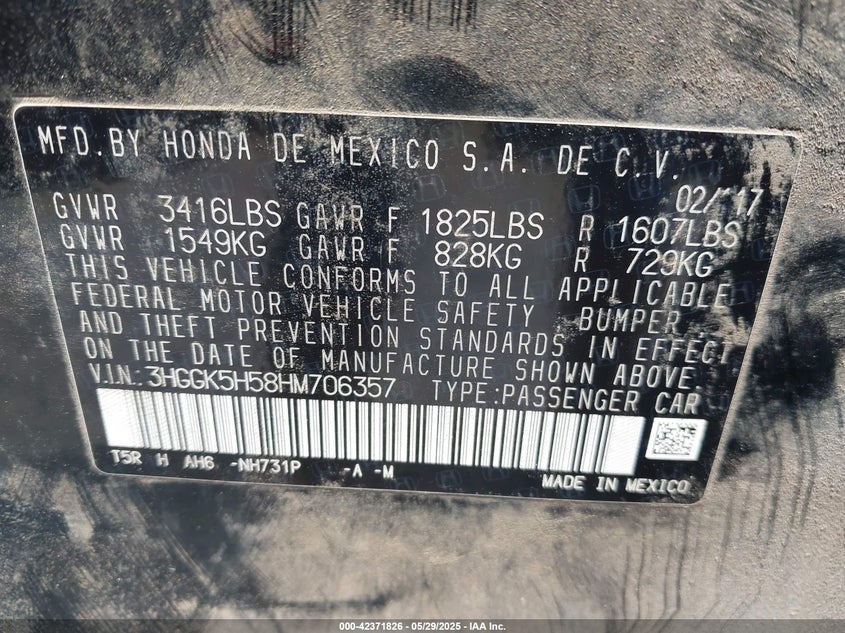 MFD.BY HONDA DE MEXICO S.A. DE C.V.
02/17
GVWR 3416LBS GAWR F 1825LBS R 1607LBS
GVWR 1549KG GAWR F 828KG R 729KG
THIS VEHICLE CONFORMS TO ALL APPLICABLE
FEDERAL MOTOR VEHICLE SAFETY BUMPER
AND THEFT PREVENTION STANDARDS IN EFFECT
ON THE DATE OF MANUFACTURE SHOWN ABOVE.
V.I.N.:3HGGK5H58HM706357 TYPE:PASSENGER CAR
T5R H AH6 -NH731P -A -M
MADE IN MEXICO
000-42371826 - 05/29/2025 - IAA Inc.